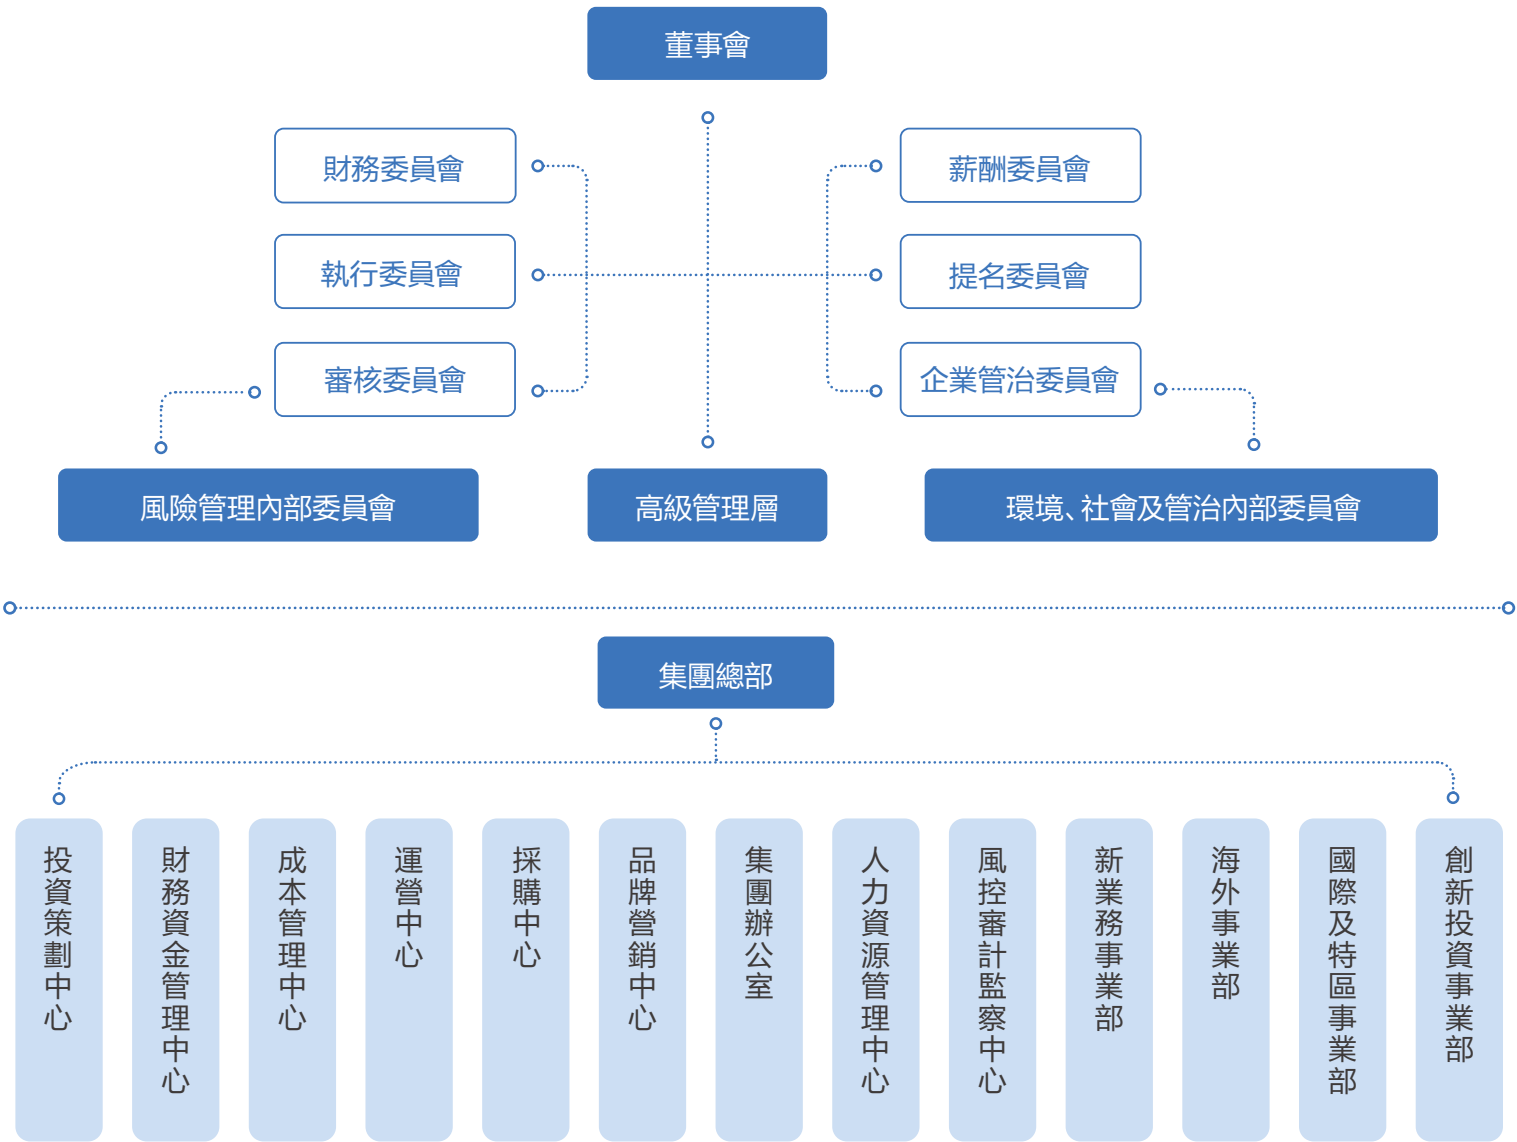 董事會
財務委員會
薪酬委員會
執行委員會
提名委員會
審核委員會
企業管治委員會
風險管理內部委員會
高級管理層
環境、社會及管治內部委員會
集團總部
投資策劃中心
財務資金管理中心
成本管理中心
運營中心
採購中心
品牌營銷中心
集團辦公室
人力資源管理中心
風控審計監察中心
新業務事業部
海外事業部
國際及特區事業部
創新投資事業部